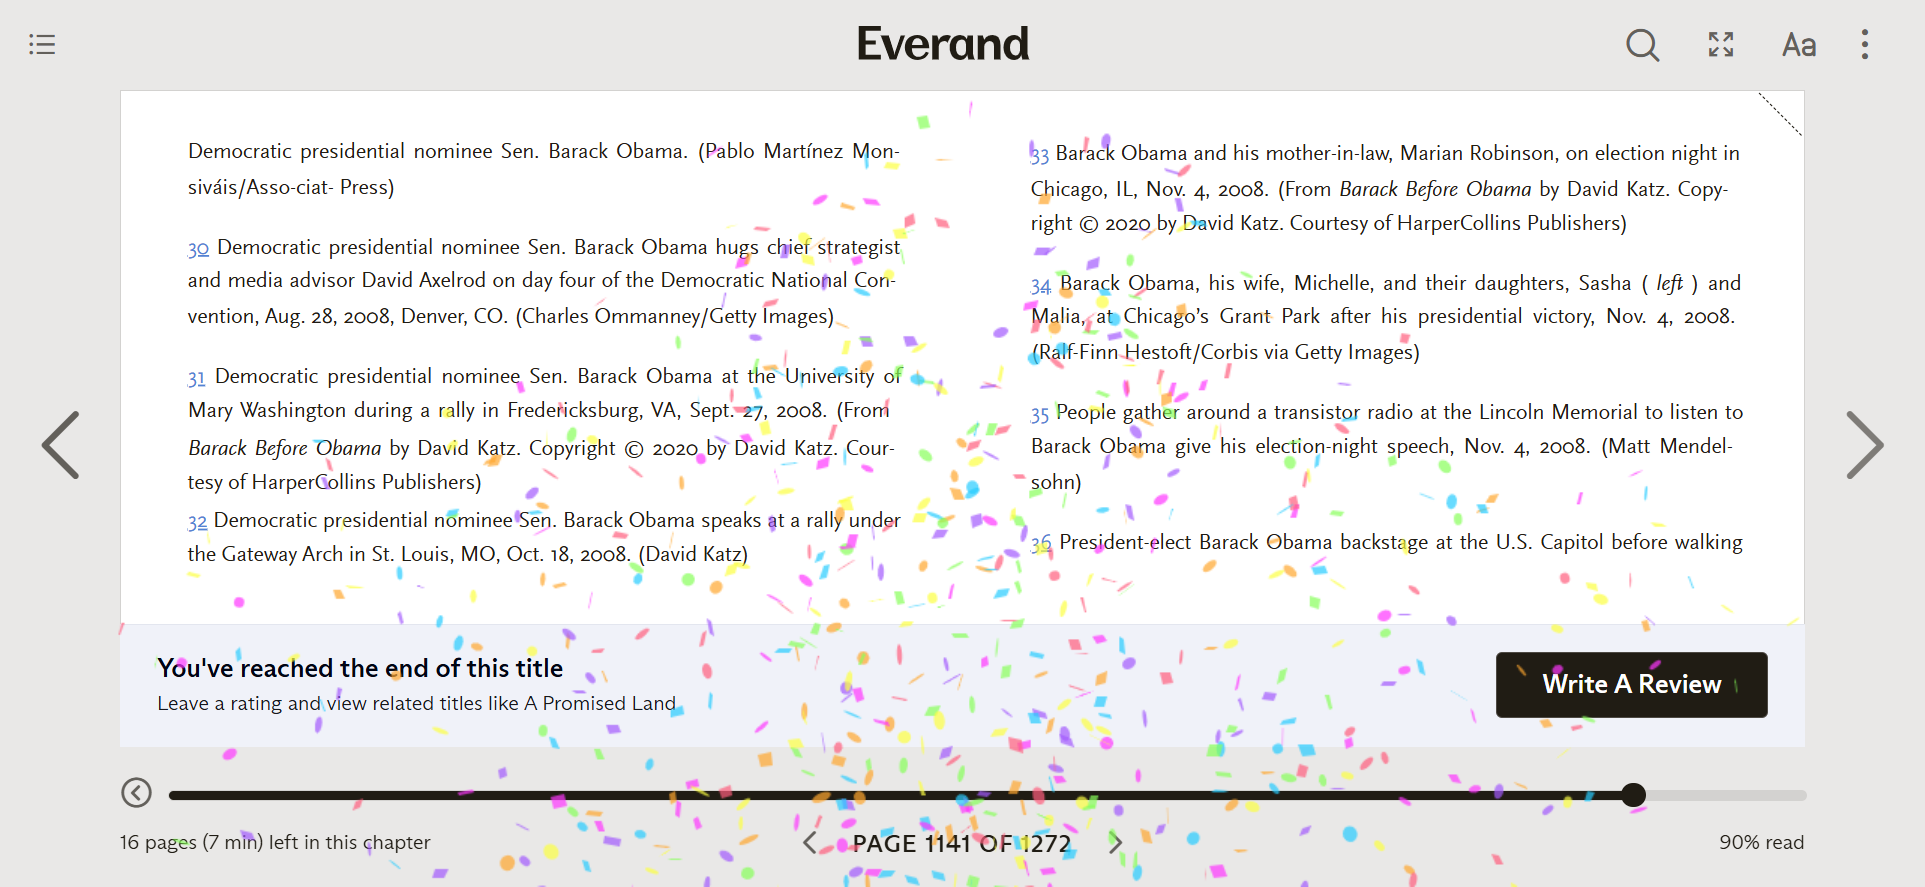 Everand
Aa
Democratic presidential nominee Sen. Barack Obama. (Pablo Martínez Mon-
siváis/Asso-ciat- Press)
30 Democratic presidential nominee Sen. Barack Obama hugs chief strategist
and media advisor David Axelrod on day four of the Democratic National Con-
vention, Aug. 28, 2008, Denver, CO. (Charles Ommanney/Getty Images)
31 Democratic presidential nominee Sen. Barack Obama at the University of
Mary Washington during a rally in Fredericksburg, VA, Sept. 27, 2008. (From
Barack Before Obama by David Katz. Copyright © 2020 by David Katz. Cour-
tesy of HarperCollins Publishers)
32 Democratic presidential nominee Sen. Barack Obama speaks at a rally under
the Gateway Arch in St. Louis, MO, Oct. 18, 2008. (David Katz)
33 Barack Obama and his mother-in-law, Marian Robinson, on election night in
Chicago, IL, Nov. 4, 2008. (From Barack Before Obama by David Katz. Copy-
right © 2020 by David Katz. Courtesy of HarperCollins Publishers)
34 Barack Obama, his wife, Michelle, and their daughters, Sasha ( left ) and
Malia, at Chicago's Grant Park after his presidential victory, Nov. 4, 2008.
(Ralf-Finn Hestoft/Corbis via Getty Images)
35 People gather around a transistor radio at the Lincoln Memorial to listen to
Barack Obama give his election-night speech, Nov. 4, 2008. (Matt Mendel-
sohn)
36 President-elect Barack Obama backstage at the U.S. Capitol before walking
You've reached the end of this title
Leave a rating and view related titles like A Promised Land
Write A Review
16 pages (7 min) left in this chapter
PAGE 1141 OF 1272
90% read